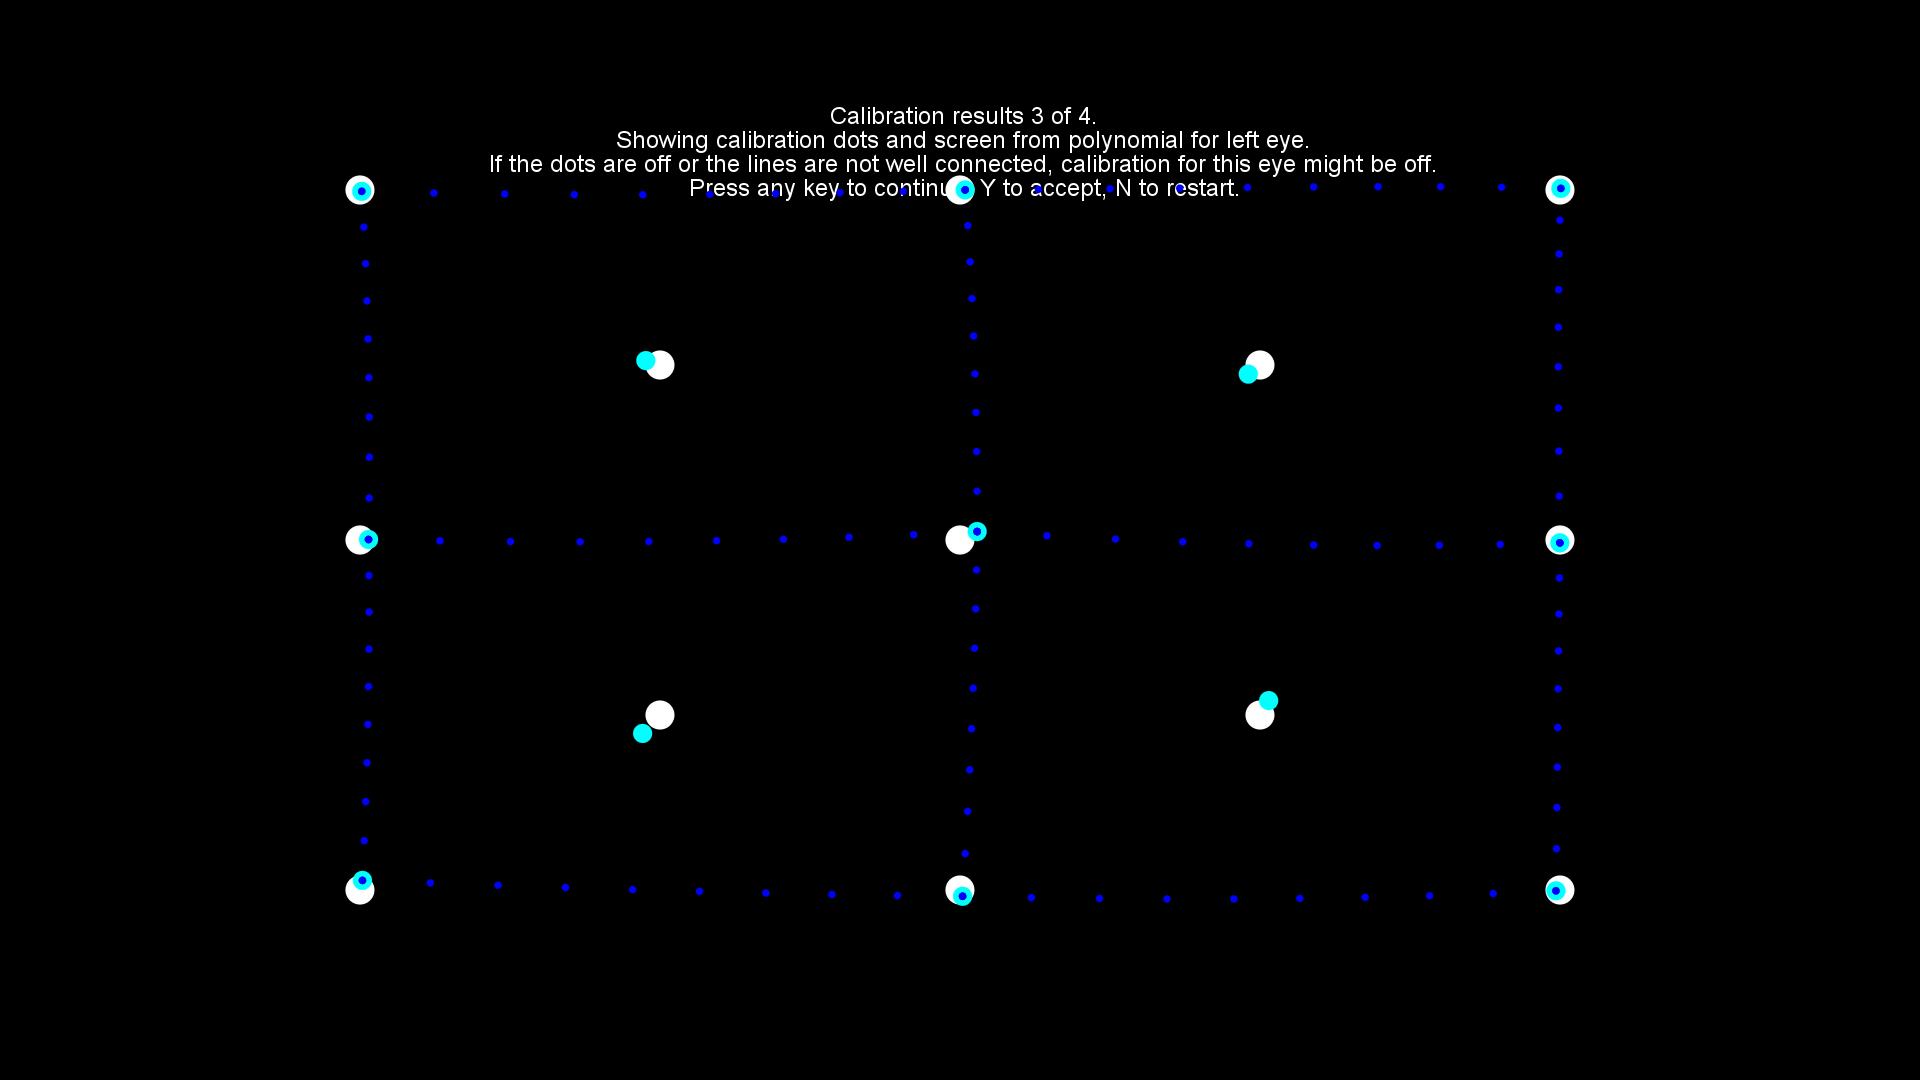 Calibration results 3 of 4.
Showing calibration dots and screen from polynomial for left eye.
If the dots are off or the lines are not well connected, calibration for this eye might be off.
Press any key to continue, Y to accept, N to restart.